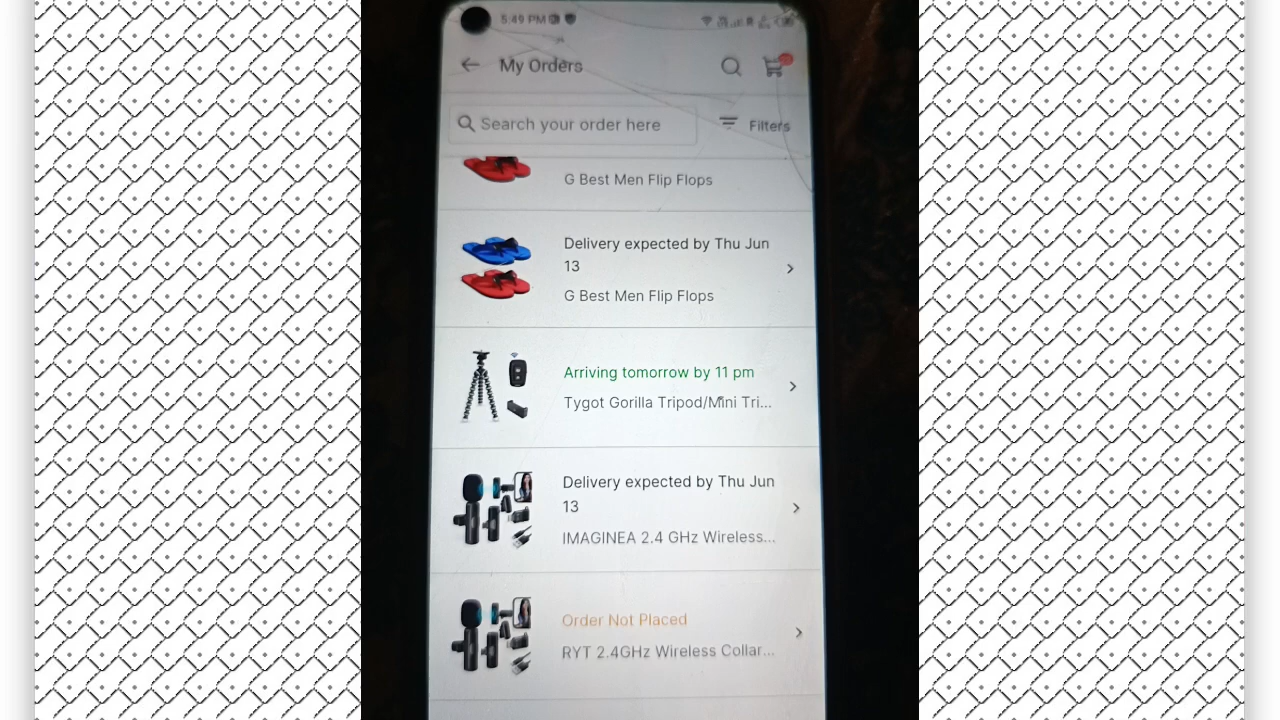 5:49 PM
My Orders
Search your order here
Filters
G Best Men Flip Flops
Delivery expected by Thu Jun
13
G Best Men Flip Flops
Arriving tomorrow by 11 pm
Tygot Gorilla Tripod/Mini Tri...
Delivery expected by Thu Jun
13
IMAGINEA 2.4 GHz Wireless...
Order Not Placed
RYT 2.4GHz Wireless Collar...